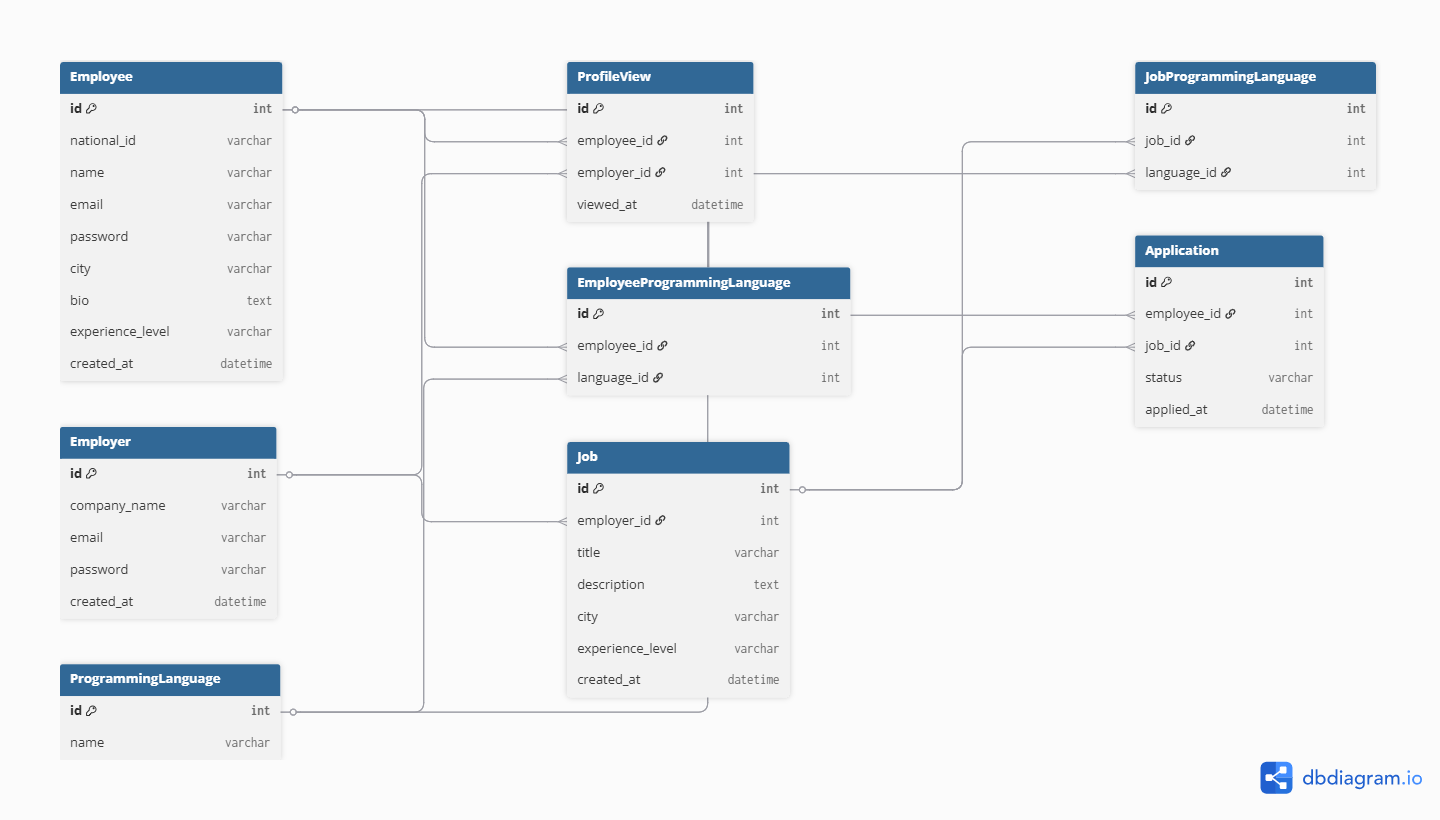 Employee
id int
national_id varchar
name varchar
email varchar
password varchar
city varchar
bio text
experience_level varchar
created_at datetime
Employer
id int
company_name varchar
email varchar
password varchar
created_at datetime
ProgrammingLanguage
id int
name varchar
ProfileView
id int
employee_id int
employer_id int
viewed_at datetime
EmployeeProgrammingLanguage
id int
employee_id int
language_id int
Job
id int
employer_id int
title varchar
description text
city varchar
experience_level varchar
created_at datetime
JobProgrammingLanguage
id int
job_id int
language_id int
Application
id int
employee_id int
job_id int
status varchar
applied_at datetime
dbdiagram.io